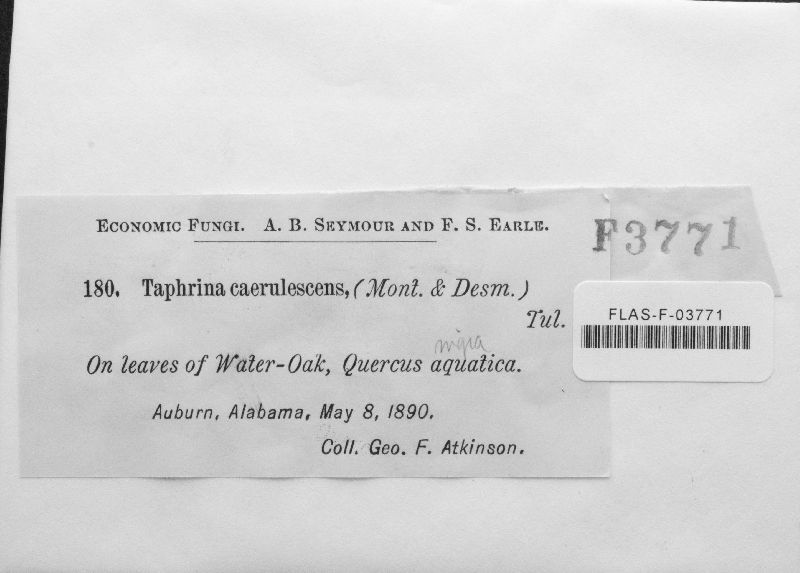 ECONOMIC FUNGI. A. B. SEYMOUR AND F. S. EARLE.
F3771
180. Taphrina caerulescens, (Mont. & Desm.)
Tul.
FLAS-F-03771
nigra
On leaves of Water-Oak, Quercus aquatica.
Auburn, Alabama, May 8, 1890.
Coll. Geo. F. Atkinson.